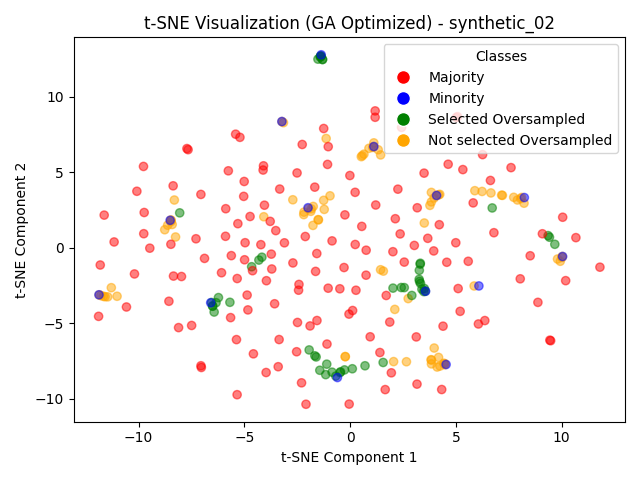 t-SNE Visualization (GA Optimized) - synthetic_02
Classes
Majority
Minority
Selected Oversampled
Not selected Oversampled
t-SNE Component 2
10
5
0
−5
−10
−10
−5
0
5
10
t-SNE Component 1